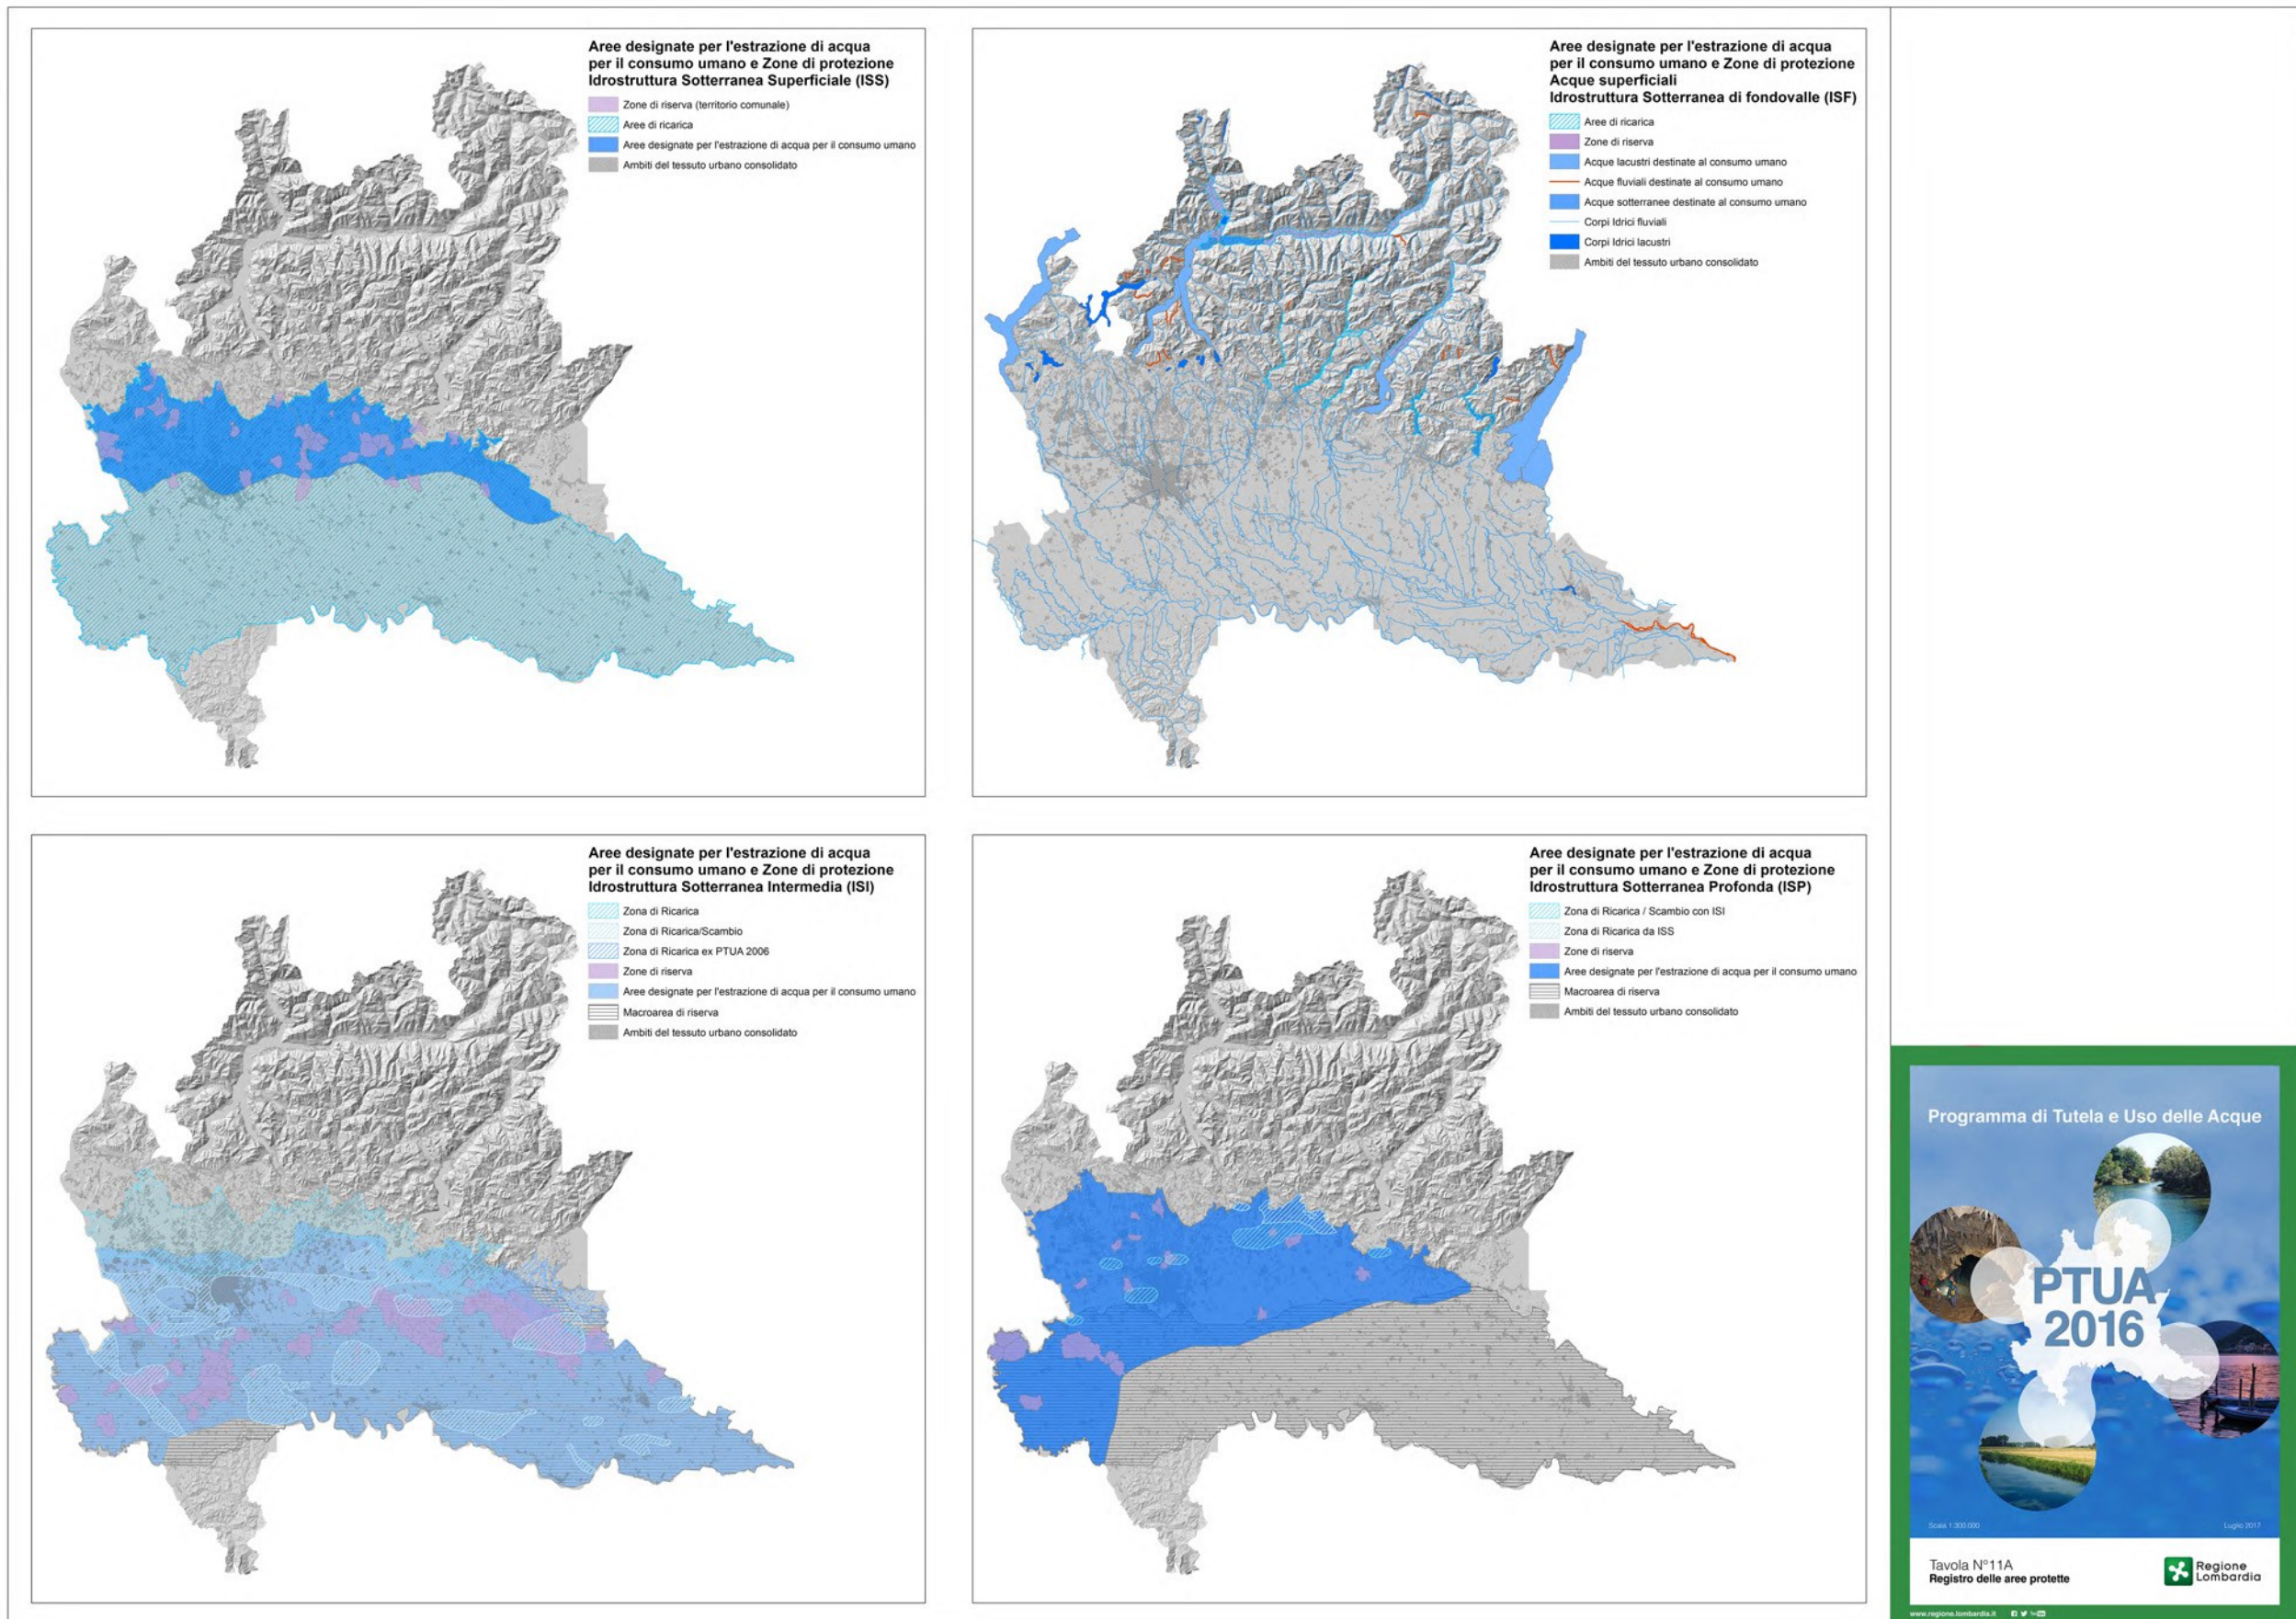 Aree designate per l'estrazione di acqua
per il consumo umano e Zone di protezione
Idrostruttura Sotterranea Superficiale (ISS)
Zone di riserva (territorio comunale)
Aree di ricarica
Aree designate per l'estrazione di acqua per il consumo umano
Ambiti del tessuto urbano consolidato
Aree designate per l'estrazione di acqua
per il consumo umano e Zone di protezione
Acque superficiali
Idrostruttura Sotterranea di fondovalle (ISF)
Aree di ricarica
Zone di riserva
Acque lacustri destinate al consumo umano
Acque fluviali destinate al consumo umano
Acque sotterranee destinate al consumo umano
Corpi Idrici fluviali
Corpi Idrici lacustri
Ambiti del tessuto urbano consolidato
Aree designate per l'estrazione di acqua
per il consumo umano e Zone di protezione
Idrostruttura Sotterranea Intermedia (ISI)
Zona di Ricarica
Zona di Ricarica/Scambio
Zona di Ricarica ex PTUA 2006
Zone di riserva
Aree designate per l'estrazione di acqua per il consumo umano
Macroarea di riserva
Ambiti del tessuto urbano consolidato
Aree designate per l'estrazione di acqua
per il consumo umano e Zone di protezione
Idrostruttura Sotterranea Profonda (ISP)
Zona di Ricarica / Scambio con ISI
Zona di Ricarica da ISS
Zone di riserva
Aree designate per l'estrazione di acqua per il consumo umano
Macroarea di riserva
Ambiti del tessuto urbano consolidato
Programma di Tutela e Uso delle Acque
PTUA
2016
Scala 1:300.000
Luglio 2017
Tavola N°11A
Registro delle aree protette
Regione
Lombardia
www.regione.lombardia.it